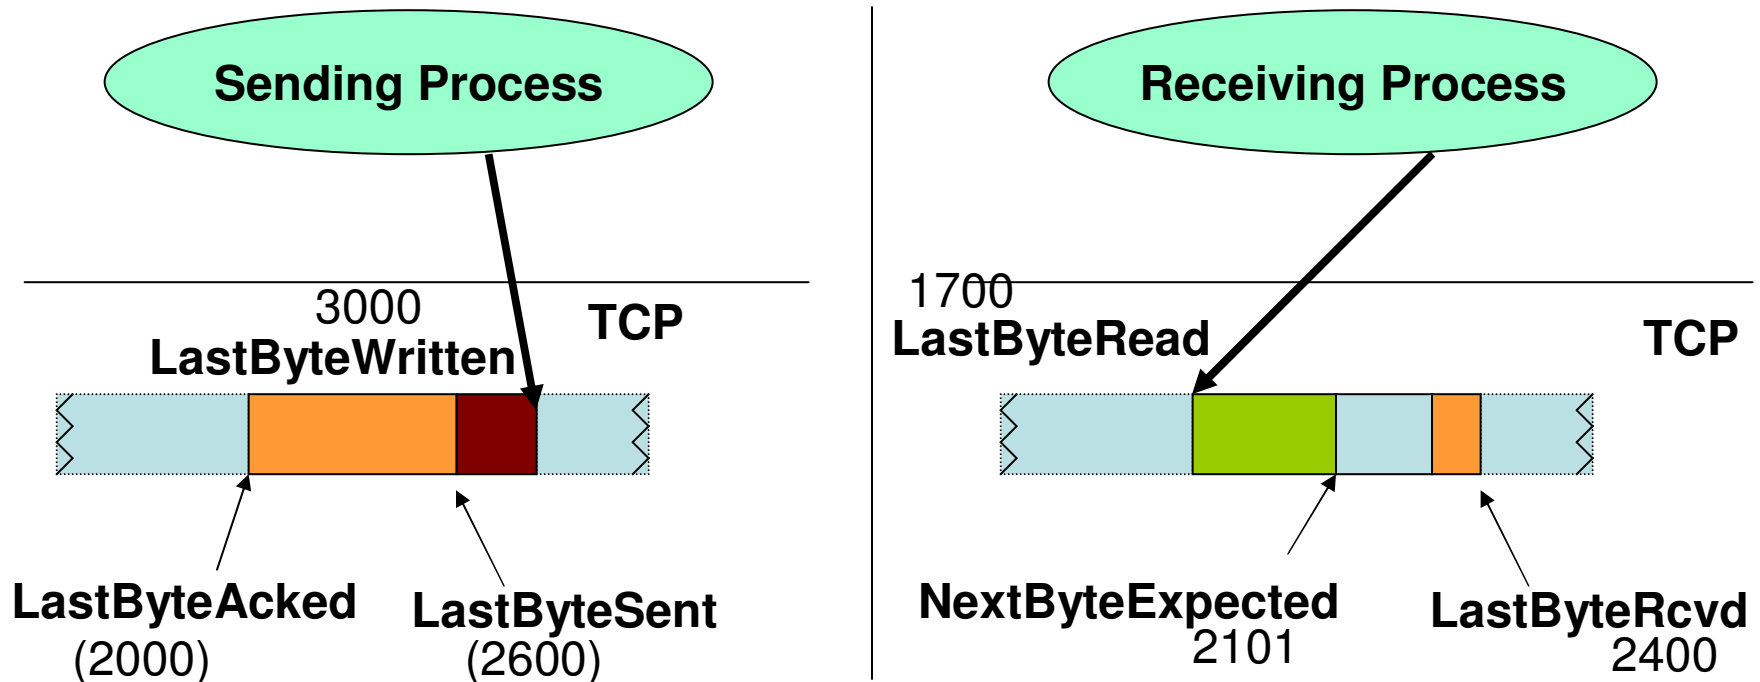 Sending Process
3000
TCP
LastByteWritten
LastByteAcked
(2000)
LastByteSent
(2600)
Receiving Process
1700
LastByteRead
TCP
NextByteExpected
2101
LastByteRcvd
2400